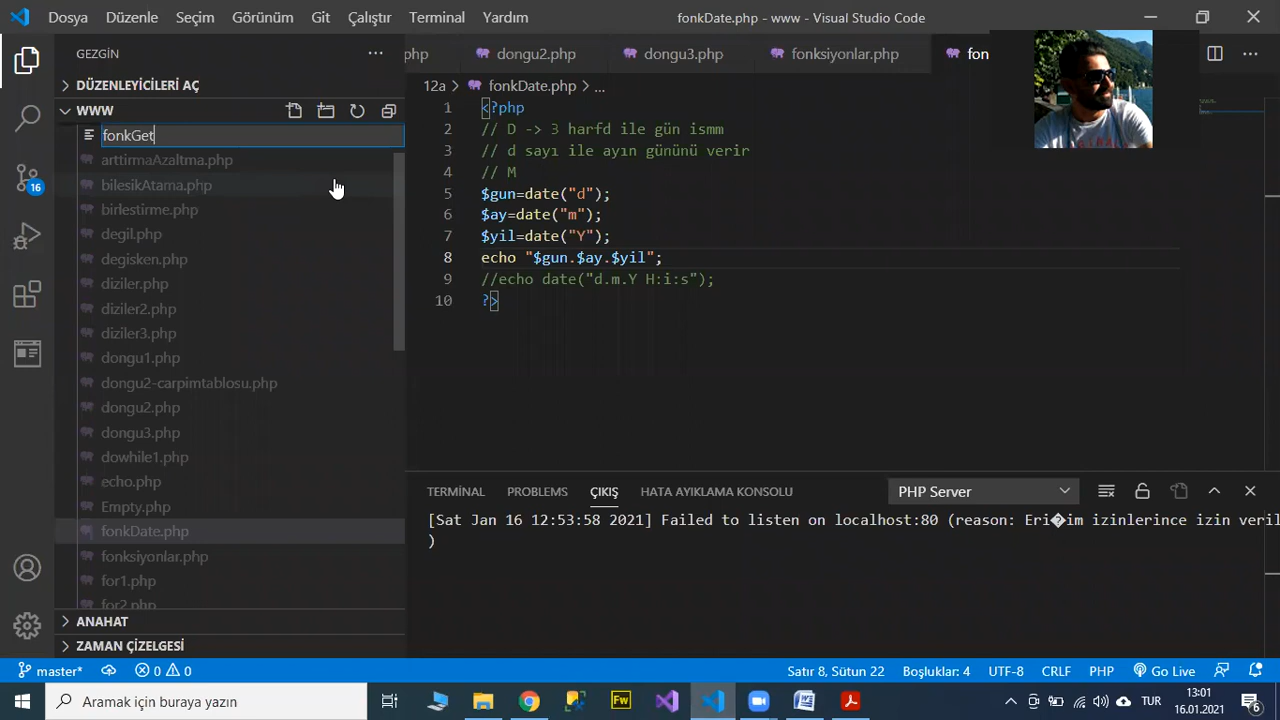 Dosya Düzenle Seçim Görünüm Git Çalıştır Terminal Yardım fonkDate.php - www - Visual Studio Code
GEZGİN
php dongu2.php dongu3.php fonksiyonlar.php fon
DÜZENLEYİCİLERİ AÇ
12a > fonkDate.php > ...
WWW
fonkGet
arttirmaAzaltma.php
bilesikAtama.php
birlestirme.php
degil.php
degisken.php
diziler.php
diziler2.php
diziler3.php
dongu1.php
dongu2-carpimtablosu.php
dongu2.php
dongu3.php
dowhile1.php
echo.php
Empty.php
fonkDate.php
fonksiyonlar.php
for1.php
for2.php
ANAHAT
ZAMAN ÇİZELGESİ
16
1 <?php
2 // D -> 3 harfd ile gün ismm
3 // d sayı ile ayın gününü verir
4 // M
5 $gun=date("d");
6 $ay=date("m");
7 $yil=date("Y");
8 echo "$gun.$ay.$yil";
9 //echo date("d.m.Y H:i:s");
10 ?>
TERMİNAL PROBLEMS ÇIKIŞ HATA AYIKLAMA KONSOLU PHP Server
[Sat Jan 16 12:53:58 2021] Failed to listen on localhost:80 (reason: Eri�im izinlerince izin veril
)
master* 0 0 Satır 8, Sütun 22 Boşluklar: 4 UTF-8 CRLF PHP Go Live
Aramak için buraya yazın
Fw
TUR
13:01
16.01.2021
6